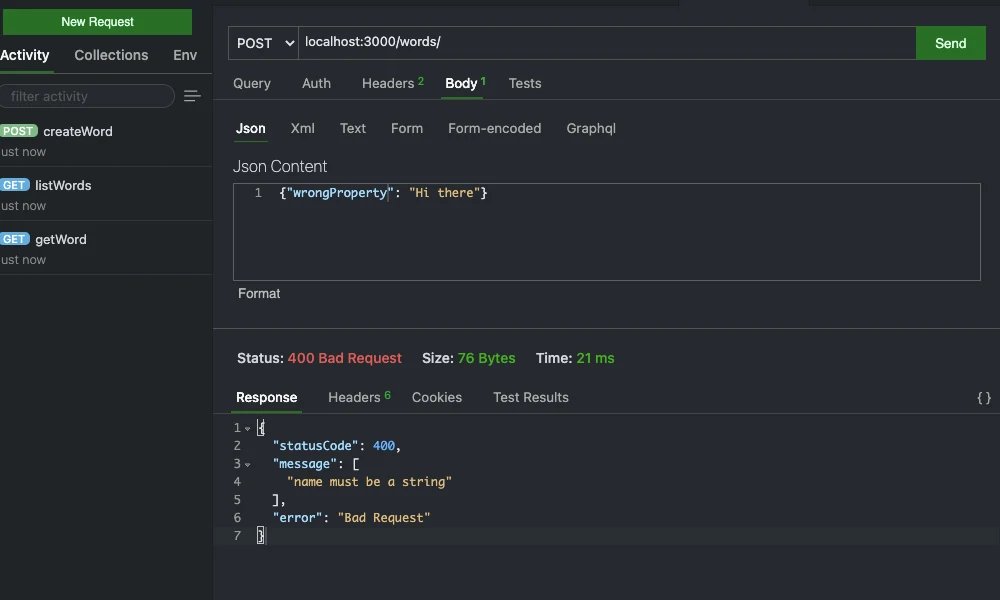 New Request
Activity Collections Env
filter activity
POST createWord
ust now
GET listWords
ust now
GET getWord
ust now
POST localhost:3000/words/ Send
Query Auth Headers 2 Body 1 Tests
Json Xml Text Form Form-encoded Graphql
Json Content
1 {"wrongProperty": "Hi there"}
Format
Status: 400 Bad Request Size: 76 Bytes Time: 21 ms
Response Headers 6 Cookies Test Results {}
1 {
2 "statusCode": 400,
3 "message": [
4 "name must be a string"
5 ],
6 "error": "Bad Request"
7 }